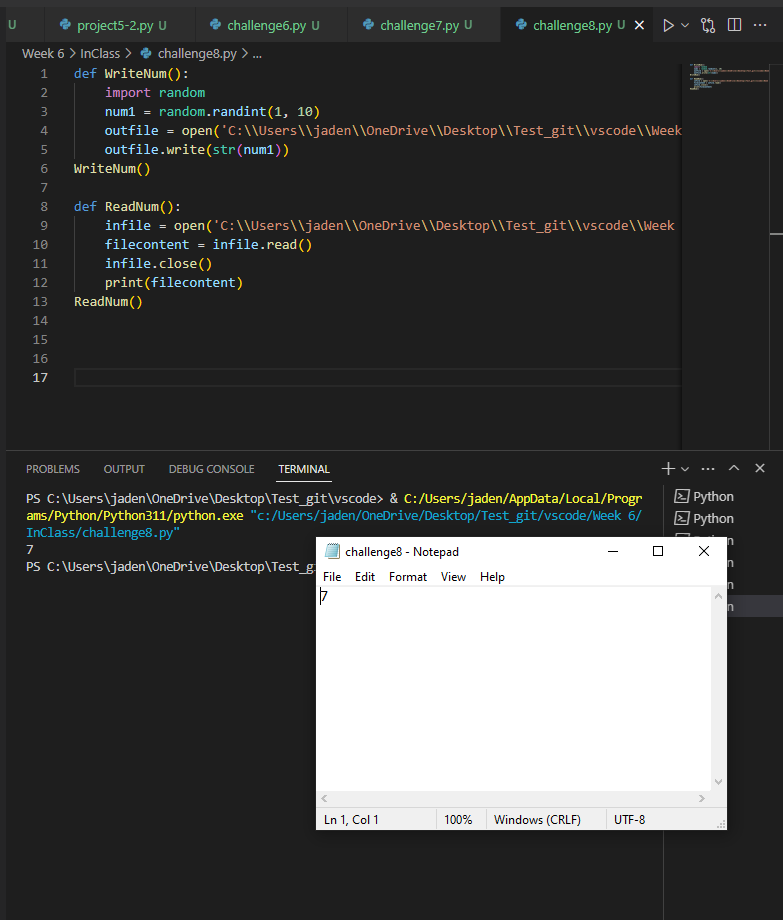 U project5-2.py U challenge6.py U challenge7.py U challenge8.py U
Week 6 > InClass > challenge8.py > ...
1 def WriteNum():
2 import random
3 num1 = random.randint(1, 10)
4 outfile = open('C:\\Users\\jaden\\OneDrive\\Desktop\\Test_git\\vscode\\Week
5 outfile.write(str(num1))
6 WriteNum()
7
8 def ReadNum():
9 infile = open('C:\\Users\\jaden\\OneDrive\\Desktop\\Test_git\\vscode\\Week
10 filecontent = infile.read()
11 infile.close()
12 print(filecontent)
13 ReadNum()
14
15
16
17
PROBLEMS OUTPUT DEBUG CONSOLE TERMINAL
PS C:\Users\jaden\OneDrive\Desktop\Test_git\vscode> & C:/Users/jaden/AppData/Local/Progr
ams/Python/Python311/python.exe "c:/Users/jaden/OneDrive/Desktop/Test_git/vscode/Week 6/
InClass/challenge8.py"
7
PS C:\Users\jaden\OneDrive\Desktop\Test_g
Python
Python
challenge8 - Notepad
File Edit Format View Help
7
Ln 1, Col 1 100% Windows (CRLF) UTF-8